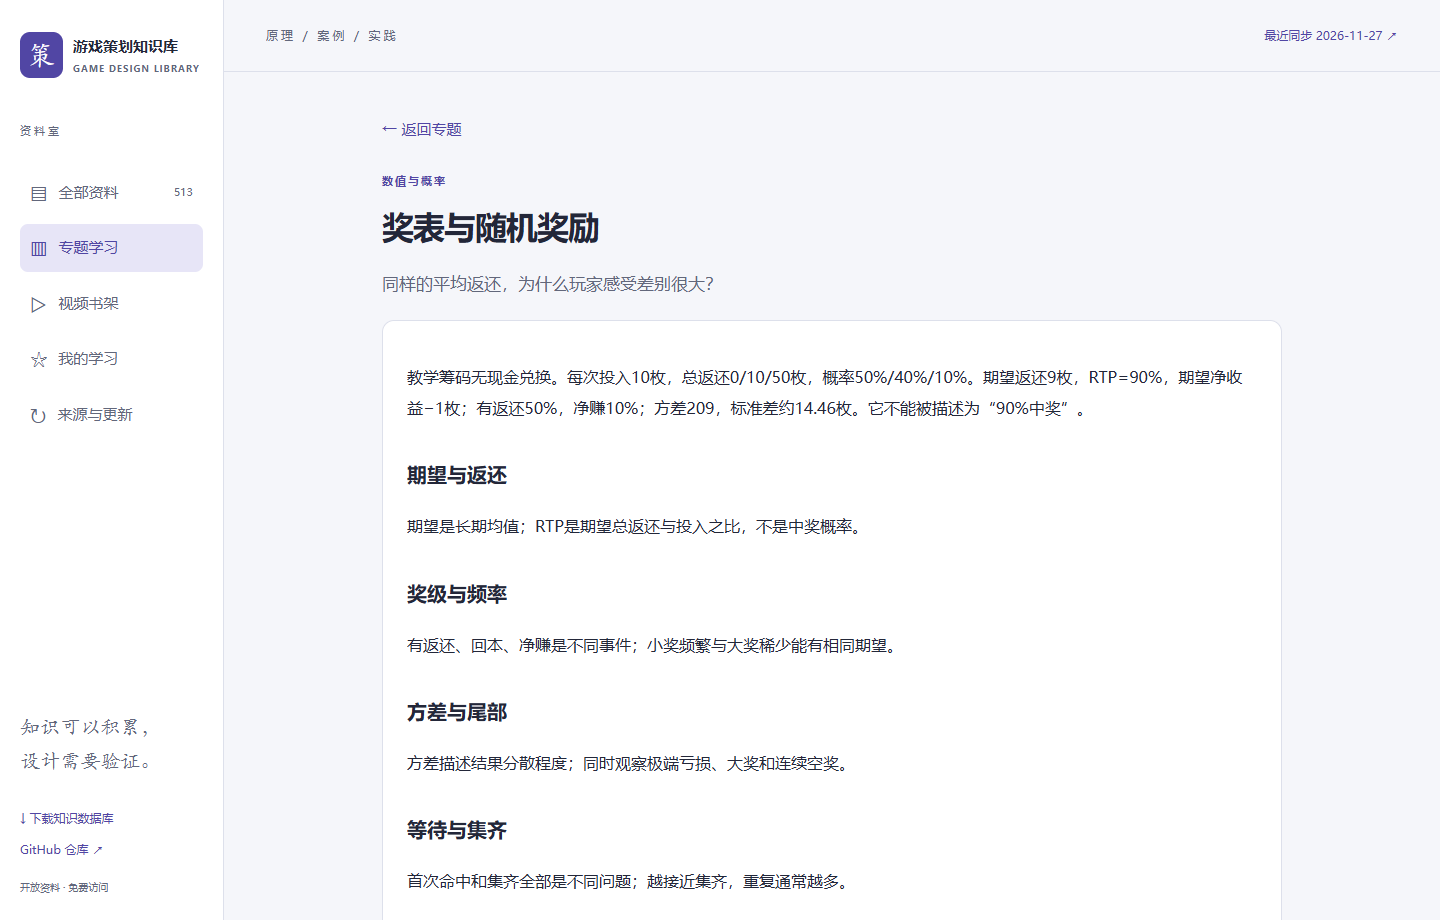 策
游戏策划知识库
GAME DESIGN LIBRARY
资料室
全部资料 513
专题学习
视频书架
我的学习
来源与更新
知识可以积累，
设计需要验证。
↓ 下载知识数据库
GitHub 仓库 ↗
开放资料 · 免费访问
原理 / 案例 / 实践
最近同步 2026-11-27 ↗
← 返回专题
数值与概率
奖表与随机奖励
同样的平均返还，为什么玩家感受差别很大？
教学筹码无现金兑换。每次投入10枚，总返还0/10/50枚，概率50%/40%/10%。期望返还9枚，RTP=90%，期望净收
益−1枚；有返还50%，净赚10%；方差209，标准差约14.46枚。它不能被描述为“90%中奖”。
期望与返还
期望是长期均值；RTP是期望总返还与投入之比，不是中奖概率。
奖级与频率
有返还、回本、净赚是不同事件；小奖频繁与大奖稀少能有相同期望。
方差与尾部
方差描述结果分散程度；同时观察极端亏损、大奖和连续空奖。
等待与集齐
首次命中和集齐全部是不同问题；越接近集齐，重复通常越多。